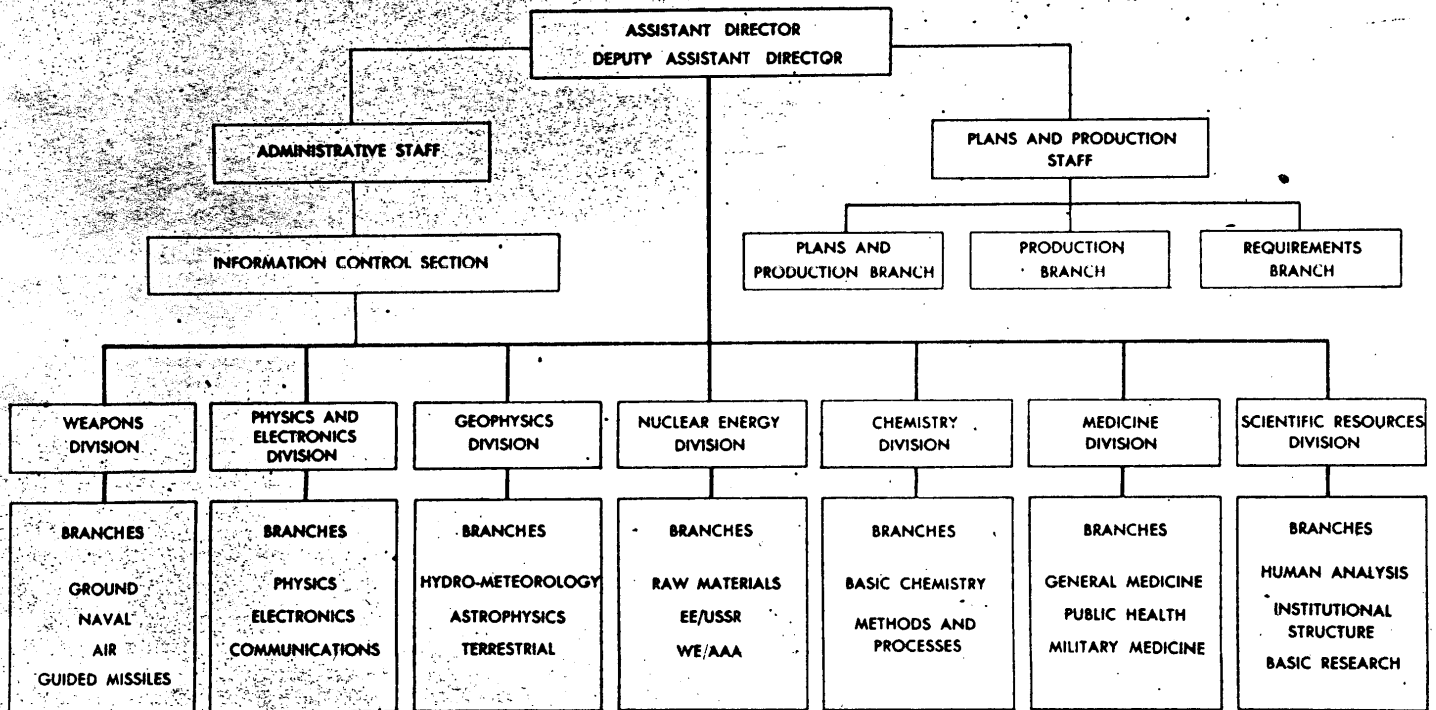 ASSISTANT DIRECTOR
DEPUTY ASSISTANT DIRECTOR
ADMINISTRATIVE STAFF
PLANS AND PRODUCTION
STAFF
INFORMATION CONTROL SECTION
PLANS AND
PRODUCTION BRANCH
PRODUCTION
BRANCH
REQUIREMENTS
BRANCH
WEAPONS
DIVISION
PHYSICS AND
ELECTRONICS
DIVISION
GEOPHYSICS
DIVISION
NUCLEAR ENERGY
DIVISION
CHEMISTRY
DIVISION
MEDICINE
DIVISION
SCIENTIFIC RESOURCES
DIVISION
BRANCHES
GROUND
NAVAL
AIR
GUIDED MISSILES
BRANCHES
PHYSICS
ELECTRONICS
COMMUNICATIONS
BRANCHES
HYDRO-METEOROLOGY
ASTROPHYSICS
TERRESTRIAL
BRANCHES
RAW MATERIALS
EE/USSR
WE/AAA
BRANCHES
BASIC CHEMISTRY
METHODS AND
PROCESSES
BRANCHES
GENERAL MEDICINE
PUBLIC HEALTH
MILITARY MEDICINE
BRANCHES
HUMAN ANALYSIS
INSTITUTIONAL
STRUCTURE
BASIC RESEARCH